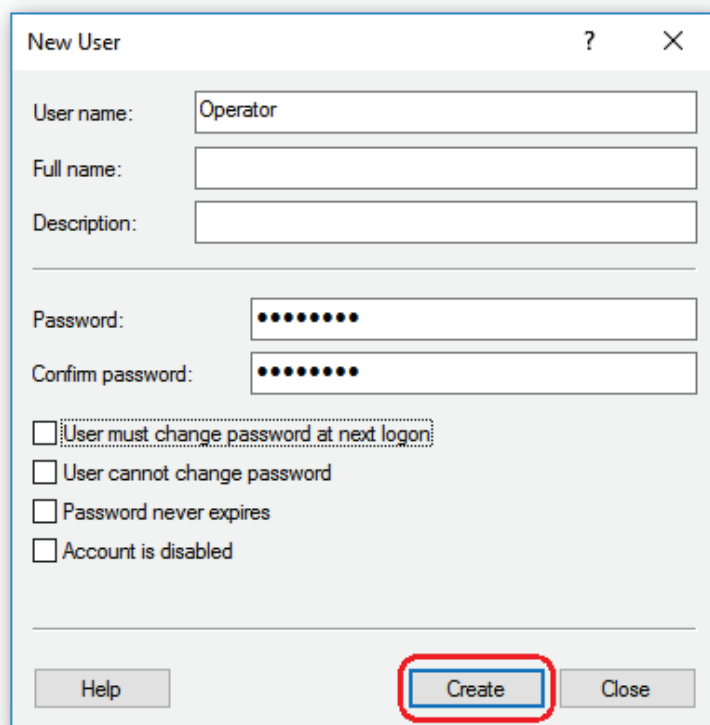 New User ?
User name: Operator
Full name:
Description:
Password: ●●●●●●●●
Confirm password: ●●●●●●●●
User must change password at next logon
User cannot change password
Password never expires
Account is disabled
Help Create Close